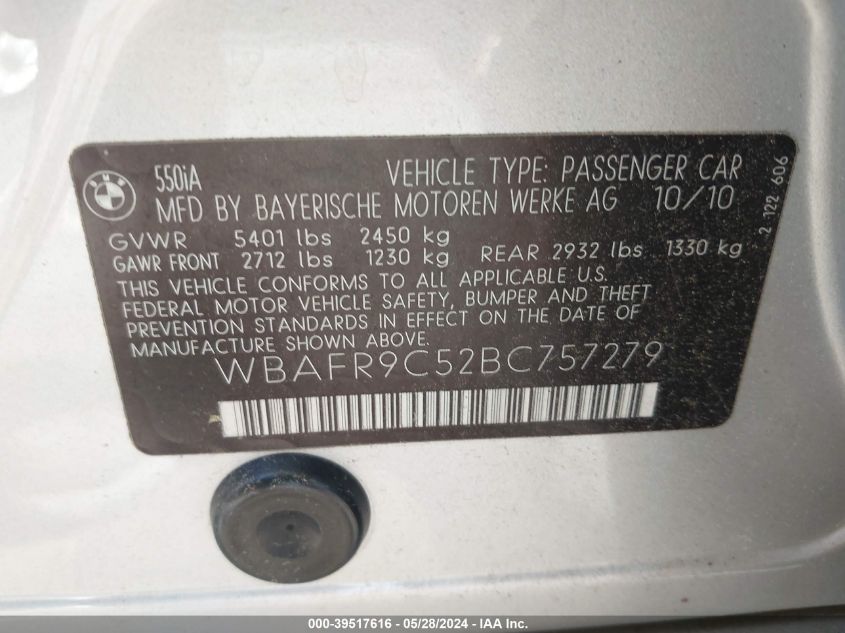 BMW
550iA
VEHICLE TYPE: PASSENGER CAR
MFD BY BAYERISCHE MOTOREN WERKE AG 10/10
GVWR 5401 lbs 2450 kg
GAWR FRONT 2712 lbs 1230 kg REAR 2932 lbs 1330 kg
THIS VEHICLE CONFORMS TO ALL APPLICABLE U.S.
FEDERAL MOTOR VEHICLE SAFETY, BUMPER AND THEFT
PREVENTION STANDARDS IN EFFECT ON THE DATE OF
MANUFACTURE SHOWN ABOVE.
WBAFR9C52BC757279
2 122 606
000-39517616 - 05/28/2024 - IAA Inc.